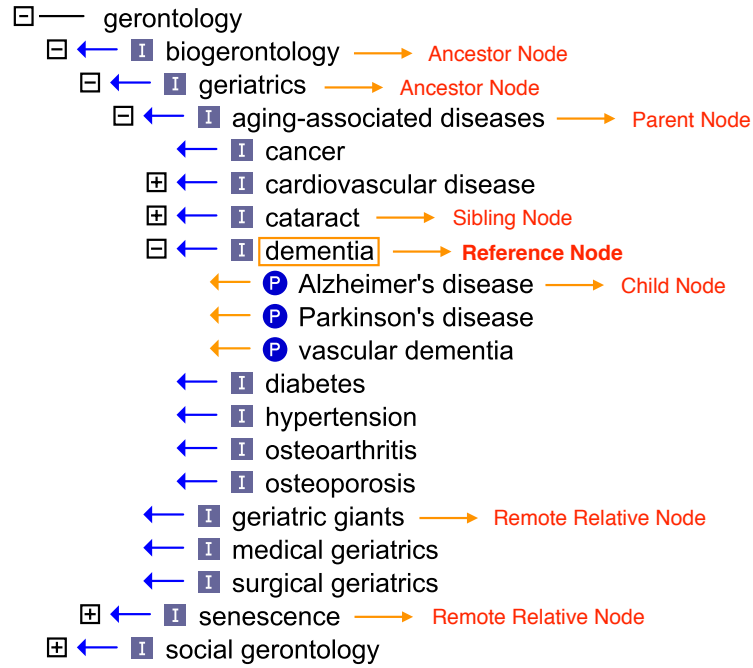 gerontology
I biogerontology Ancestor Node
I geriatrics Ancestor Node
I aging-associated diseases Parent Node
I cancer
I cardiovascular disease
I cataract Sibling Node
I dementia Reference Node
P Alzheimer's disease Child Node
P Parkinson's disease
P vascular dementia
I diabetes
I hypertension
I osteoarthritis
I osteoporosis
I geriatric giants Remote Relative Node
I medical geriatrics
I surgical geriatrics
I senescence Remote Relative Node
I social gerontology